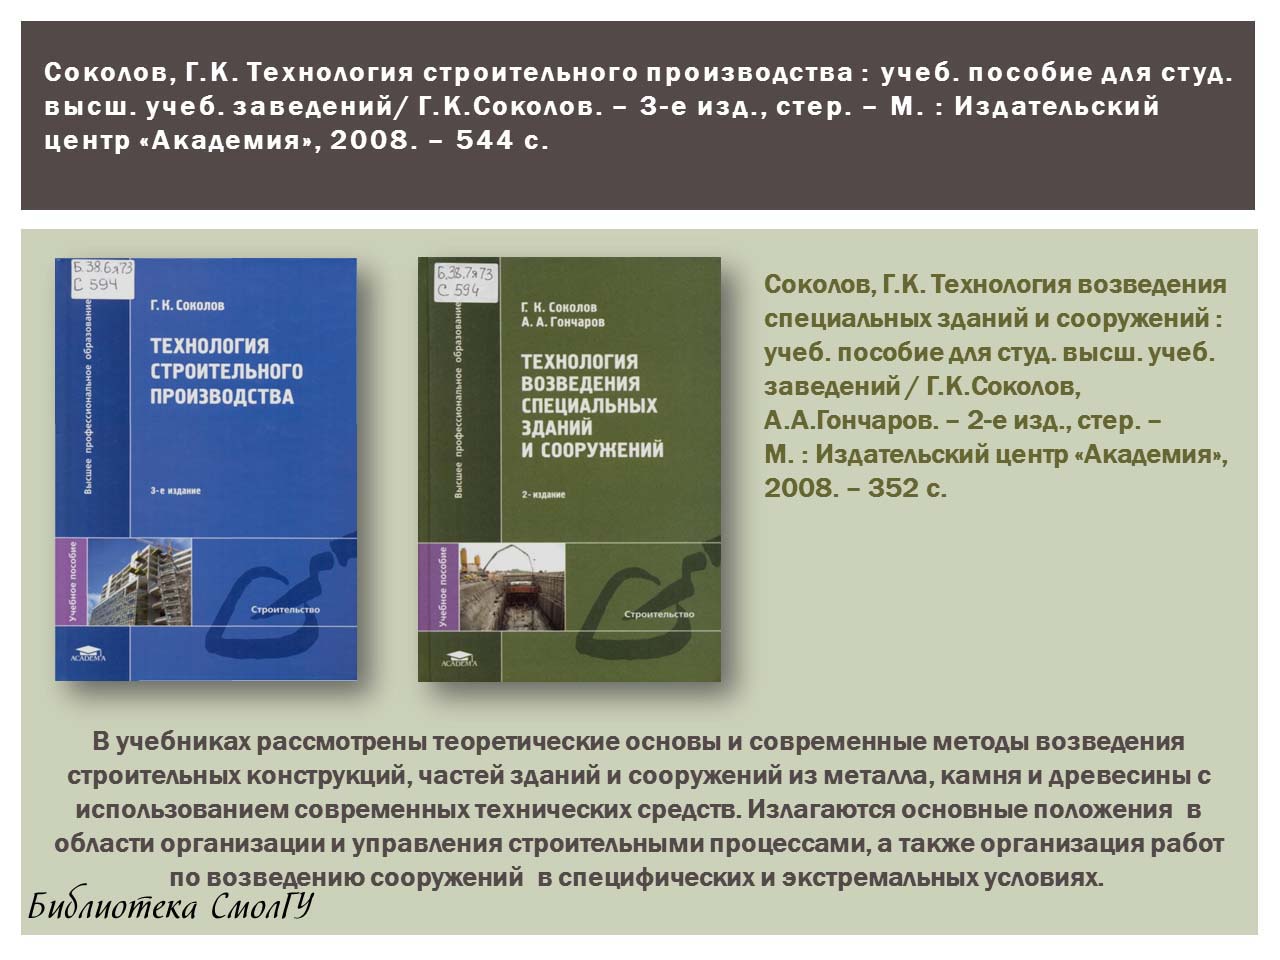 Соколов, Г.К. Технология строительного производства : учеб. пособие для студ.
высш. учеб. заведений/ Г.К.Соколов. – 3-е изд., стер. – М. : Издательский
центр «Академия», 2008. – 544 с.
Б.38.6я73
С 594
Г. К. Соколов
ТЕХНОЛОГИЯ
СТРОИТЕЛЬНОГО
ПРОИЗВОДСТВА
Высшее профессиональное образование
3-е издание
Учебное пособие
Строительство
ACADEMA
Б.38.7я73
С 594
Г. К. Соколов
А. А. Гончаров
ТЕХНОЛОГИЯ
ВОЗВЕДЕНИЯ
СПЕЦИАЛЬНЫХ
ЗДАНИЙ
И СООРУЖЕНИЙ
Высшее профессиональное образование
2-издание
Учебное пособие
Строительство
ACADEMA
Соколов, Г.К. Технология возведения
специальных зданий и сооружений :
учеб. пособие для студ. высш. учеб.
заведений / Г.К.Соколов,
А.А.Гончаров. – 2-е изд., стер. –
М. : Издательский центр «Академия»,
2008. – 352 с.
В учебниках рассмотрены теоретические основы и современные методы возведения
строительных конструкций, частей зданий и сооружений из металла, камня и древесины с
использованием современных технических средств. Излагаются основные положения в
области организации и управления строительными процессами, а также организация работ
по возведению сооружений в специфических и экстремальных условиях.
Библиотека СмолГУ